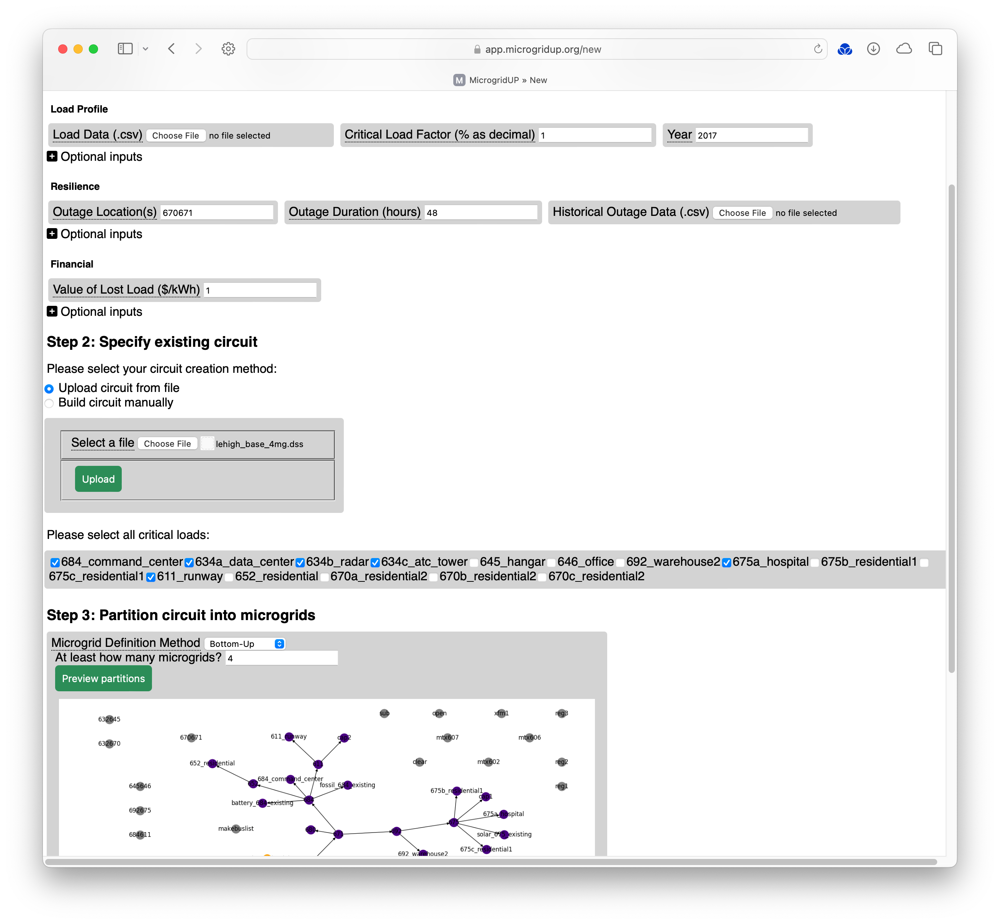 app.microgridup.org/new
M MicrogridUP » New
Load Profile
Load Data (.csv) Choose File no file selected Critical Load Factor (% as decimal) 1 Year 2017
Optional inputs
Resilience
Outage Location(s) 670671 Outage Duration (hours) 48 Historical Outage Data (.csv) Choose File no file selected
Optional inputs
Financial
Value of Lost Load ($/kWh) 1
Optional inputs
Step 2: Specify existing circuit
Please select your circuit creation method:
Upload circuit from file
Build circuit manually
Select a file Choose File lehigh_base_4mg.dss
Upload
Please select all critical loads:
684_command_center 634a_data_center 634b_radar 634c_atc_tower 645_hangar 646_office 692_warehouse2 675a_hospital 675b_residential1
675c_residential1 611_runway 652_residential 670a_residential2 670b_residential2 670c_residential2
Step 3: Partition circuit into microgrids
Microgrid Definition Method Bottom-Up
At least how many microgrids? 4
Preview partitions
sub open xfm1 reg3
632645
670671 611_runway cap2 mtx607 mtx606
632670
652_residential 611 clear mtx602 reg2
684_command_center
652 fossil_684_existing
645646 reg1
675b_residential1 cap1
battery_684_existing 684
692675 675a_hospital
675
makebuslist 680 692
684611 671 solar_675_existing
675c_residential1
692_warehouse2